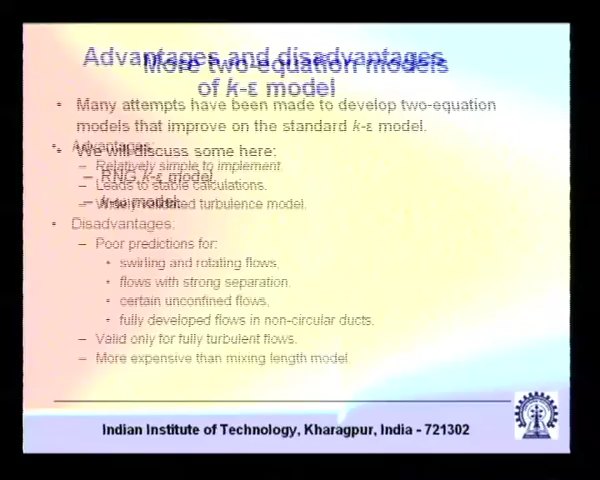 Advantages and disadvantages
of k-ε model
More two-equation models
• Many attempts have been made to develop two-equation
models that improve on the standard k-ε model.
• We will discuss some here:
– RNG k-ε model
– k-ω model
• Advantages:
– Relatively simple to implement.
– Leads to stable calculations.
– Widely validated turbulence model.
• Disadvantages:
– Poor predictions for:
• swirling and rotating flows,
• flows with strong separation.
• certain unconfined flows,
• fully developed flows in non-circular ducts.
– Valid only for fully turbulent flows.
– More expensive than mixing length model
Indian Institute of Technology, Kharagpur, India - 721302